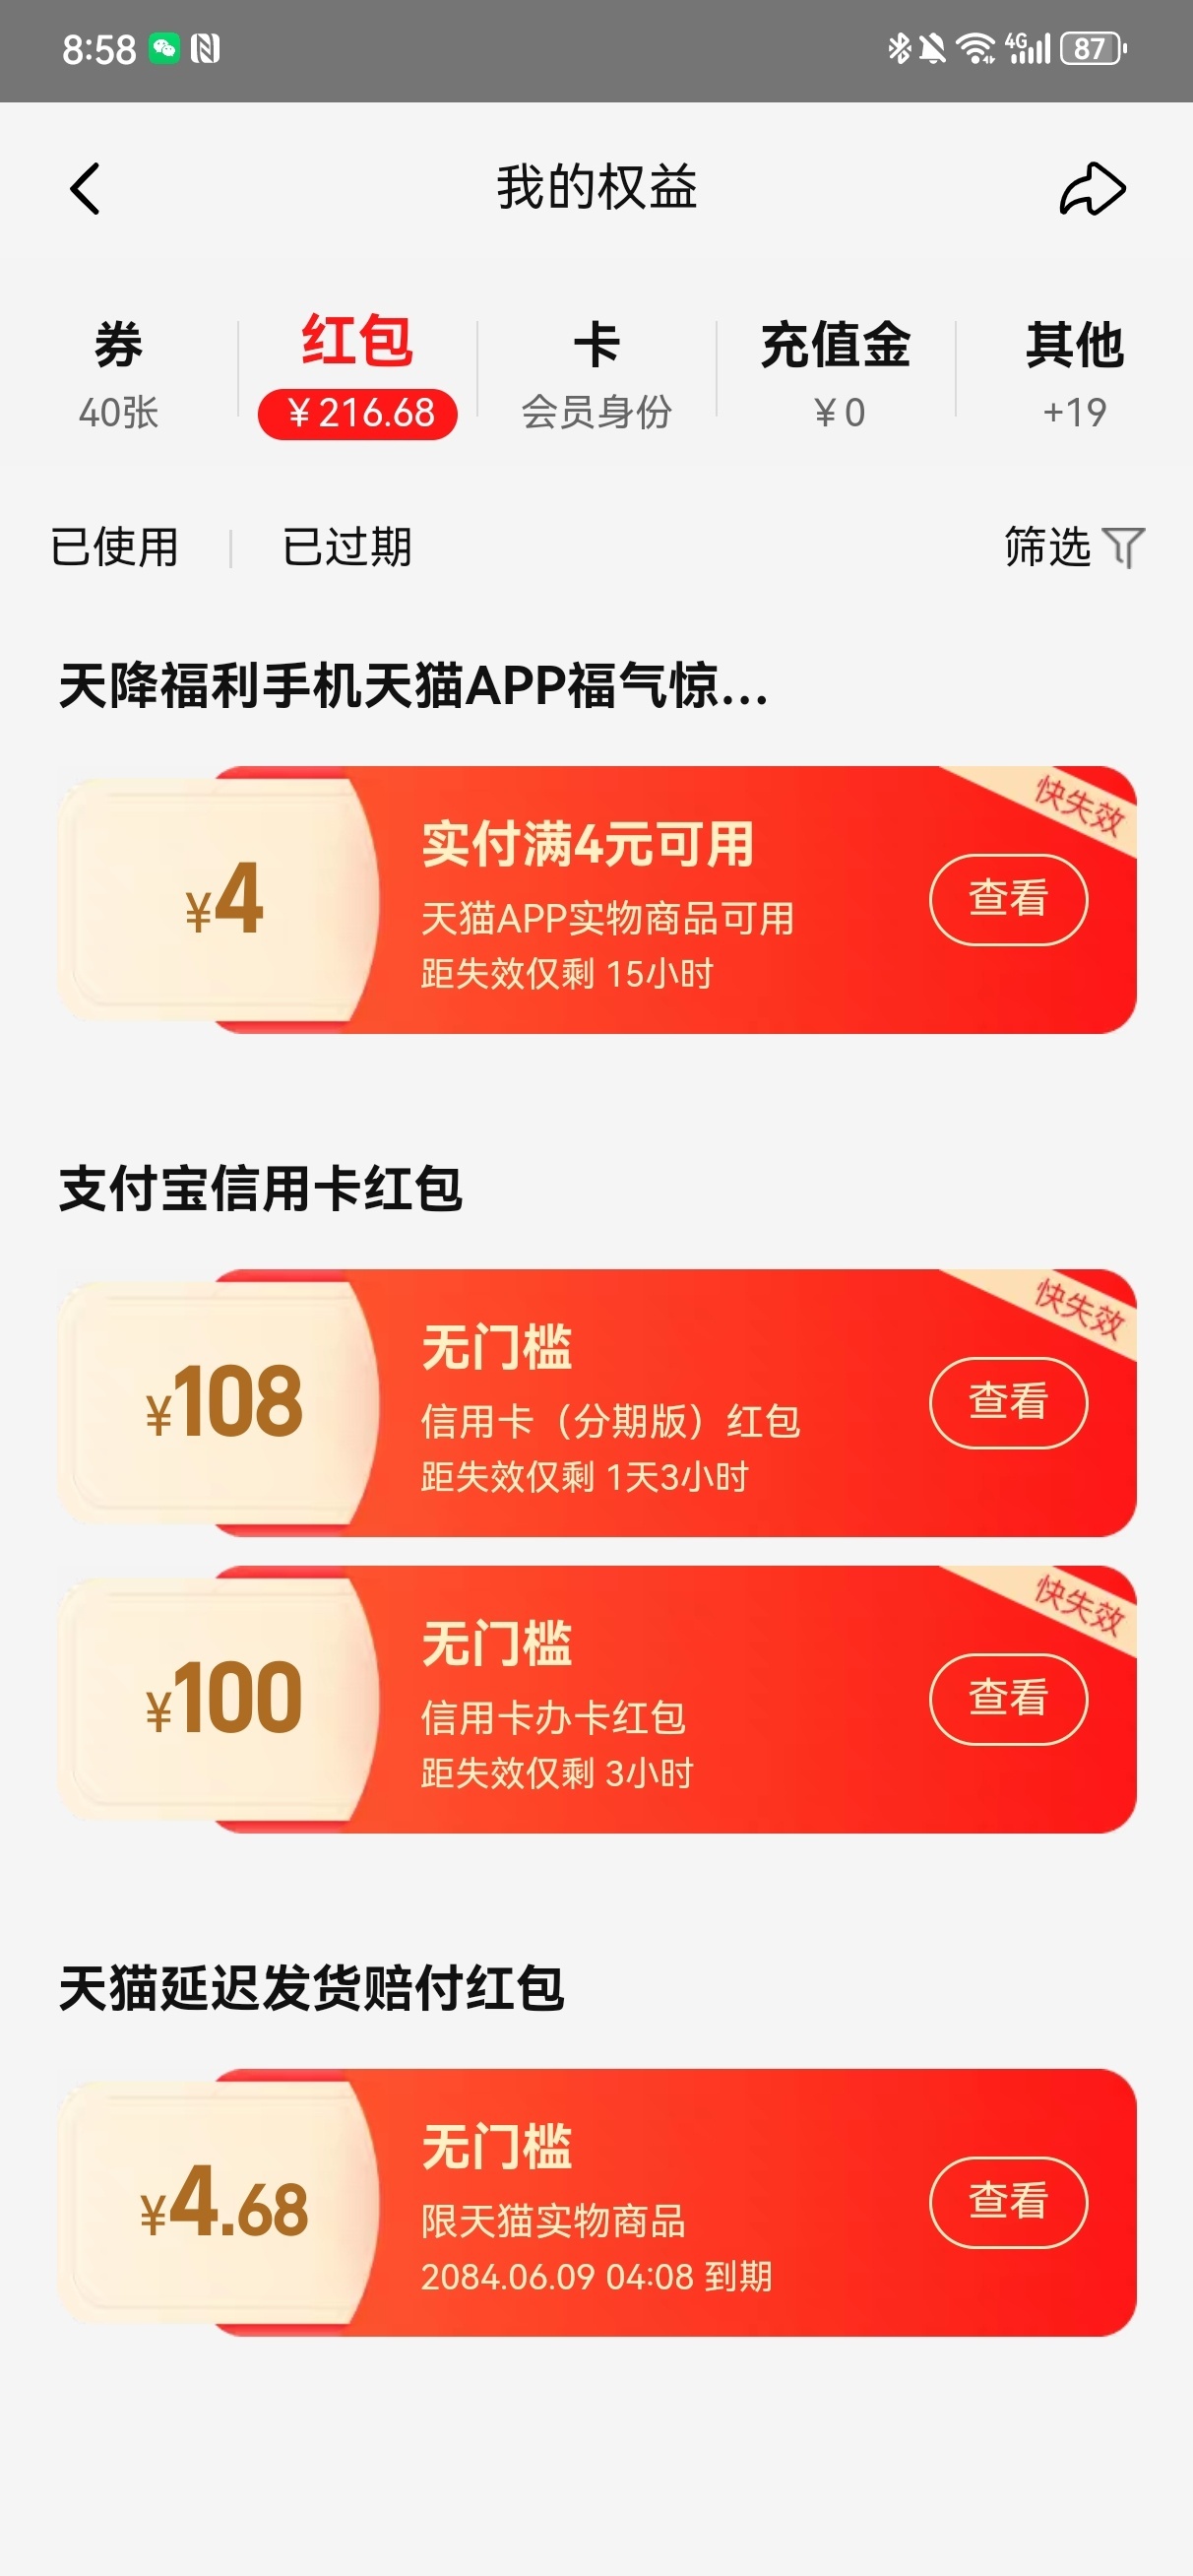 8:58 4G 87
我的权益
券 红包 卡 充值金 其他
40张 ¥216.68 会员身份 ¥0 +19
已使用 已过期 筛选
天降福利手机天猫APP福气惊...
快失效
实付满4元可用
¥4 天猫APP实物商品可用 查看
距失效仅剩 15小时
支付宝信用卡红包
快失效
无门槛
¥108 信用卡（分期版）红包 查看
距失效仅剩 1天3小时
快失效
无门槛
¥100 信用卡办卡红包 查看
距失效仅剩 3小时
天猫延迟发货赔付红包
无门槛
¥4.68 限天猫实物商品 查看
2084.06.09 04:08 到期